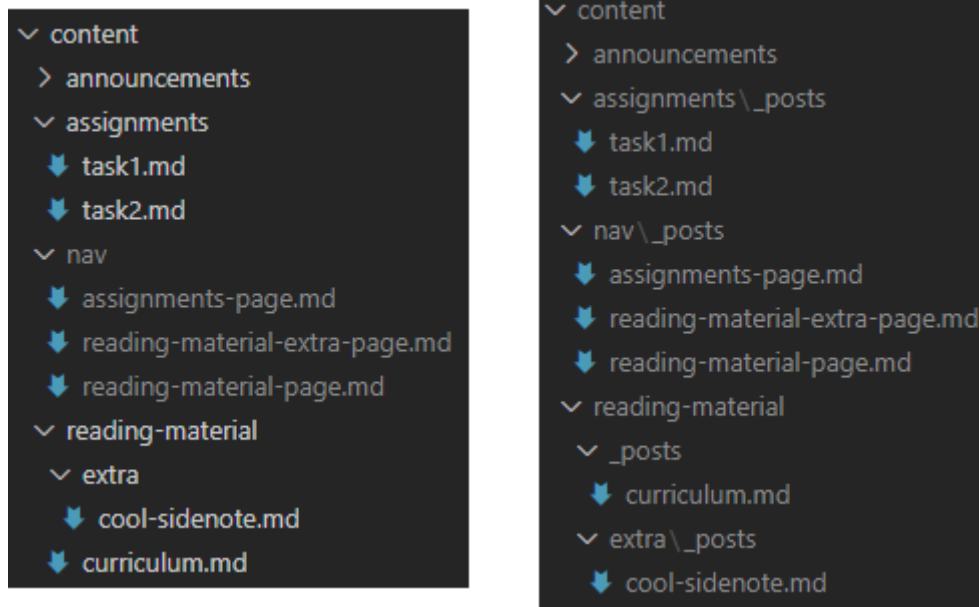 content
announcements
assignments
task1.md
task2.md
nav
assignments-page.md
reading-material-extra-page.md
reading-material-page.md
reading-material
extra
cool-sidenote.md
curriculum.md
content
announcements
assignments\_posts
task1.md
task2.md
nav\_posts
assignments-page.md
reading-material-extra-page.md
reading-material-page.md
reading-material
_posts
curriculum.md
extra\_posts
cool-sidenote.md